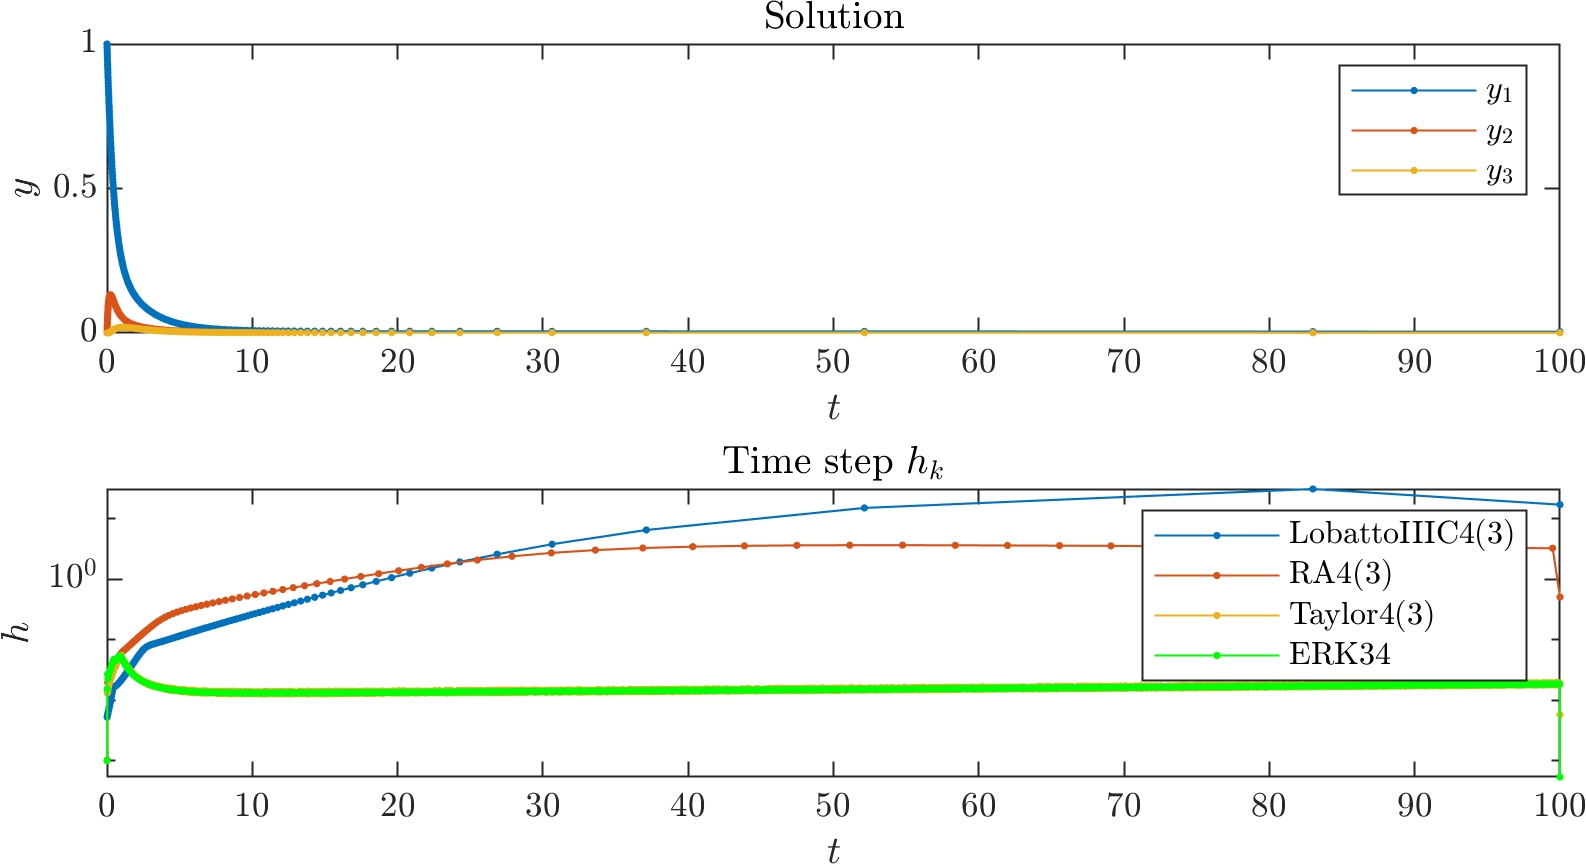 Solution
1
0.5
0
y
y₁
y₂
y₃
0 10 20 30 40 50 60 70 80 90 100
t
Time step hₖ
10⁰
h
LobattoIIIC4(3)
RA4(3)
Taylor4(3)
ERK34
0 10 20 30 40 50 60 70 80 90 100
t